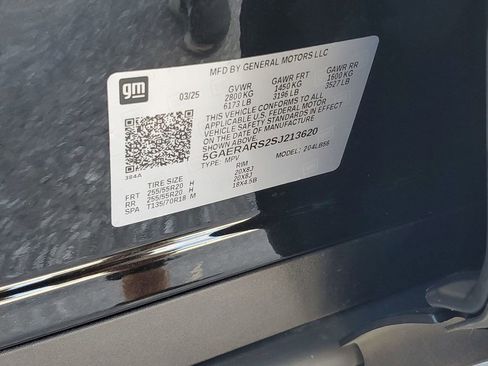 gm
MFD BY GENERAL MOTORS LLC
03/25 GVWR GAWR FRT GAWR RR
2800 KG 1450 KG 1600 KG
6173 LB 3196 LB 3527 LB
THIS VEHICLE CONFORMS TO ALL
APPLICABLE U.S. FEDERAL MOTOR
VEHICLE SAFETY STANDARDS IN EFFECT
ON THE DATE OF MANUFACTURE
SHOWN ABOVE.
5GAERARS2SJ213620
TYPE: MPV MODEL: 204LB56
384A
TIRE SIZE RIM
FRT 255/55R20 H 20X8J
RR 255/55R20 H 20X8J
SPA T135/70R18 M 18X4.5B